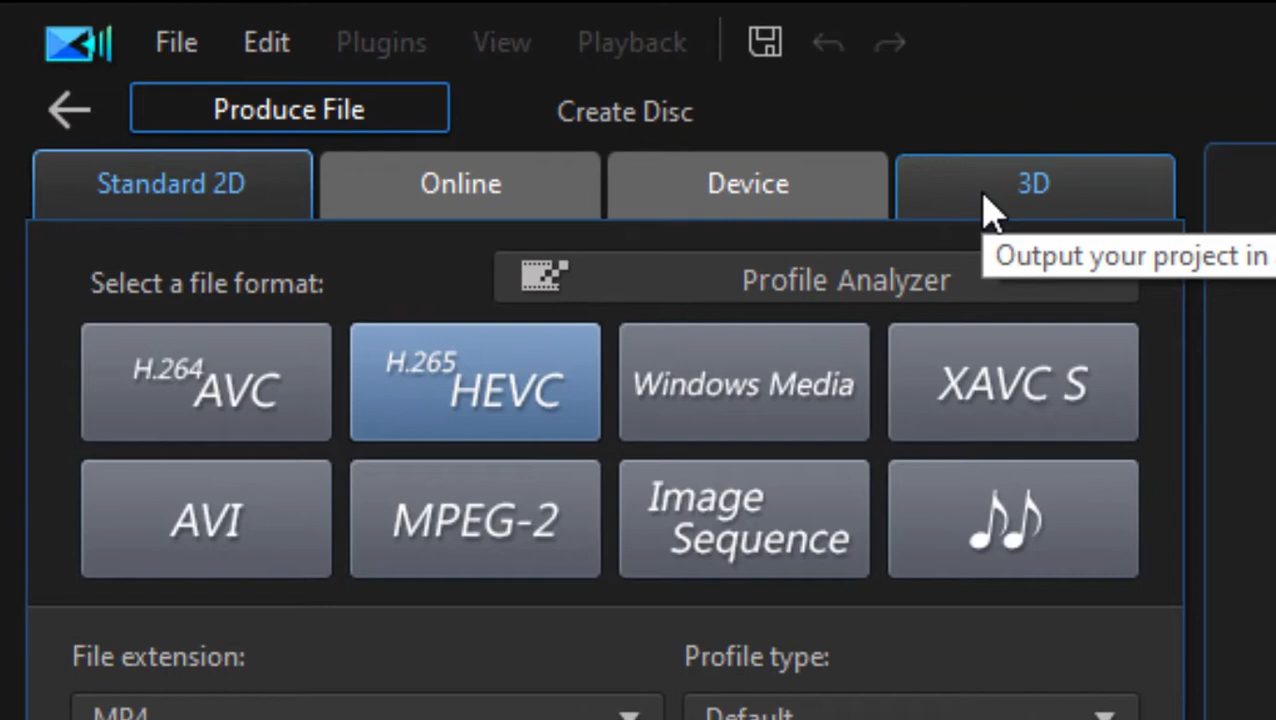 File Edit Plugins View Playback
Produce File Create Disc
Standard 2D Online Device 3D
Output your project in
Select a file format: Profile Analyzer
H.264 AVC H.265 HEVC Windows Media XAVC S
AVI MPEG-2 Image Sequence
File extension: Profile type:
MP4 Default